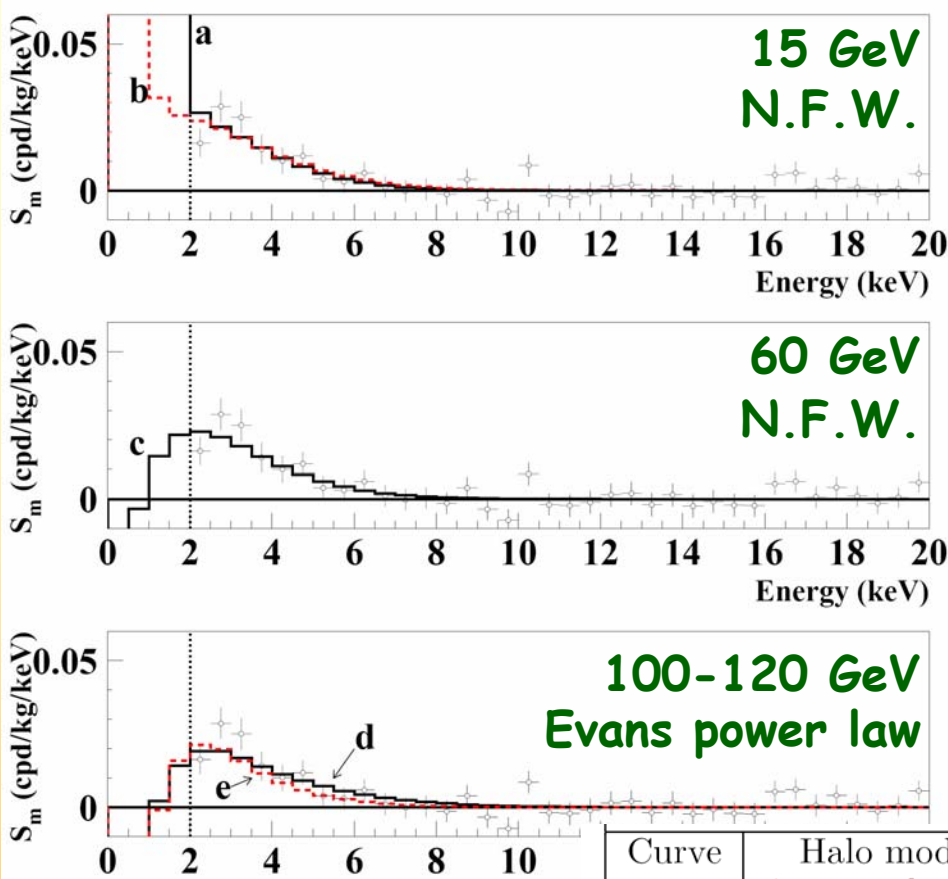 S_m (cpd/kg/keV)
0.05
0
a
b
15 GeV
N.F.W.
0 2 4 6 8 10 12 14 16 18 20
Energy (keV)
S_m (cpd/kg/keV)
0.05
0
c
60 GeV
N.F.W.
0 2 4 6 8 10 12 14 16 18 20
Energy (keV)
S_m (cpd/kg/keV)
0.05
0
d
e
100-120 GeV
Evans power law
0 2 4 6 8 10
Curve Halo mod